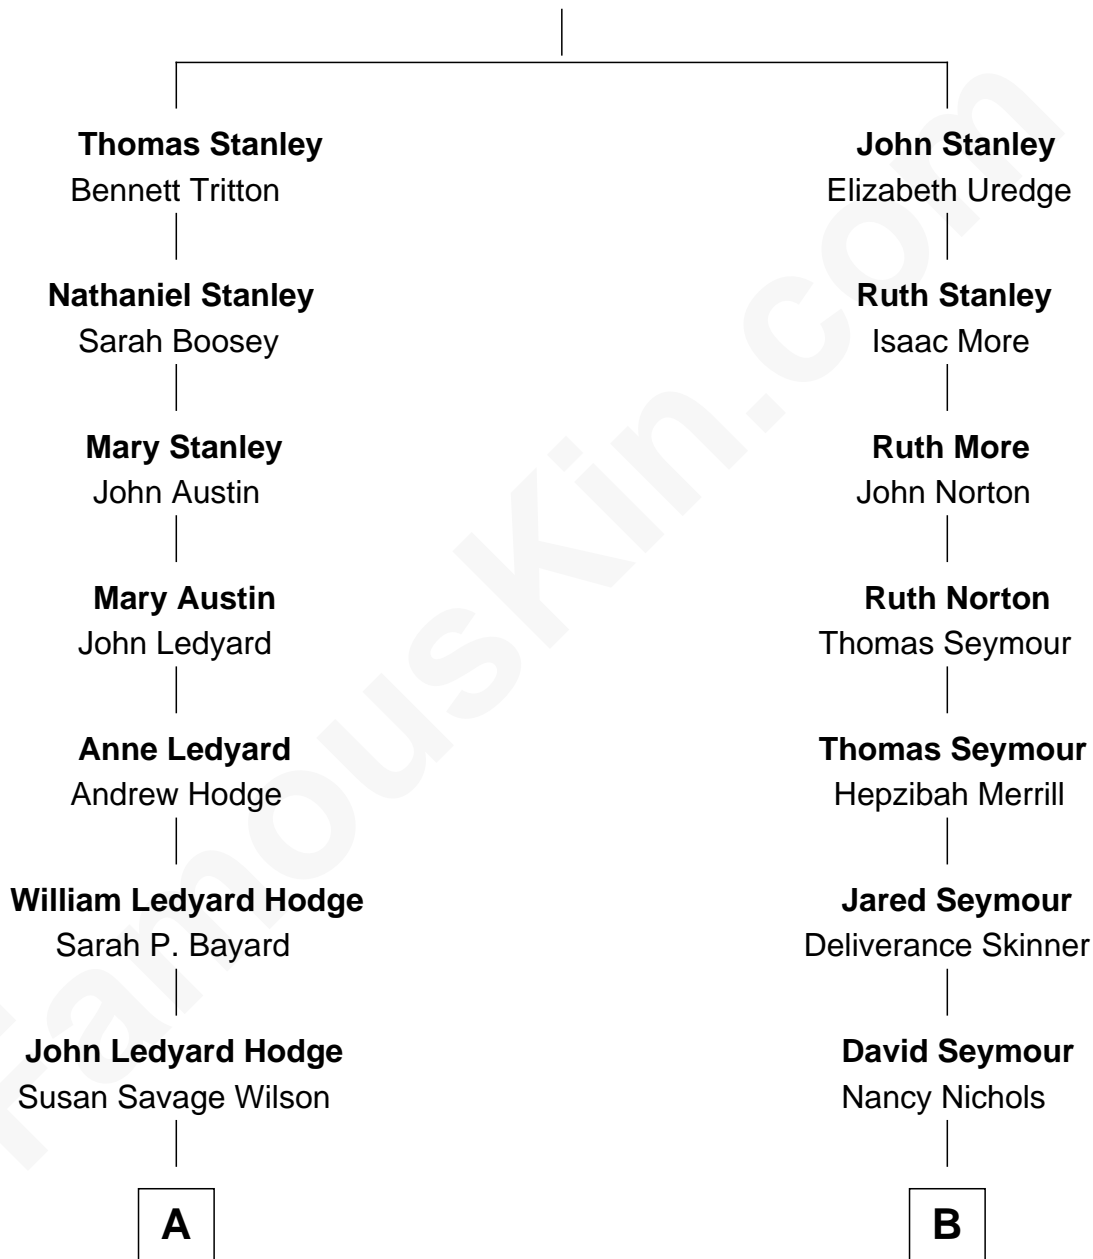 Thomas Stanley
Bennett Tritton
Nathaniel Stanley
Sarah Boosey
Mary Stanley
John Austin
Mary Austin
John Ledyard
Anne Ledyard
Andrew Hodge
William Ledyard Hodge
Sarah P. Bayard
John Ledyard Hodge
Susan Savage Wilson
A
John Stanley
Elizabeth Uredge
Ruth Stanley
Isaac More
Ruth More
John Norton
Ruth Norton
Thomas Seymour
Thomas Seymour
Hepzibah Merrill
Jared Seymour
Deliverance Skinner
David Seymour
Nancy Nichols
B
FamousKin.com